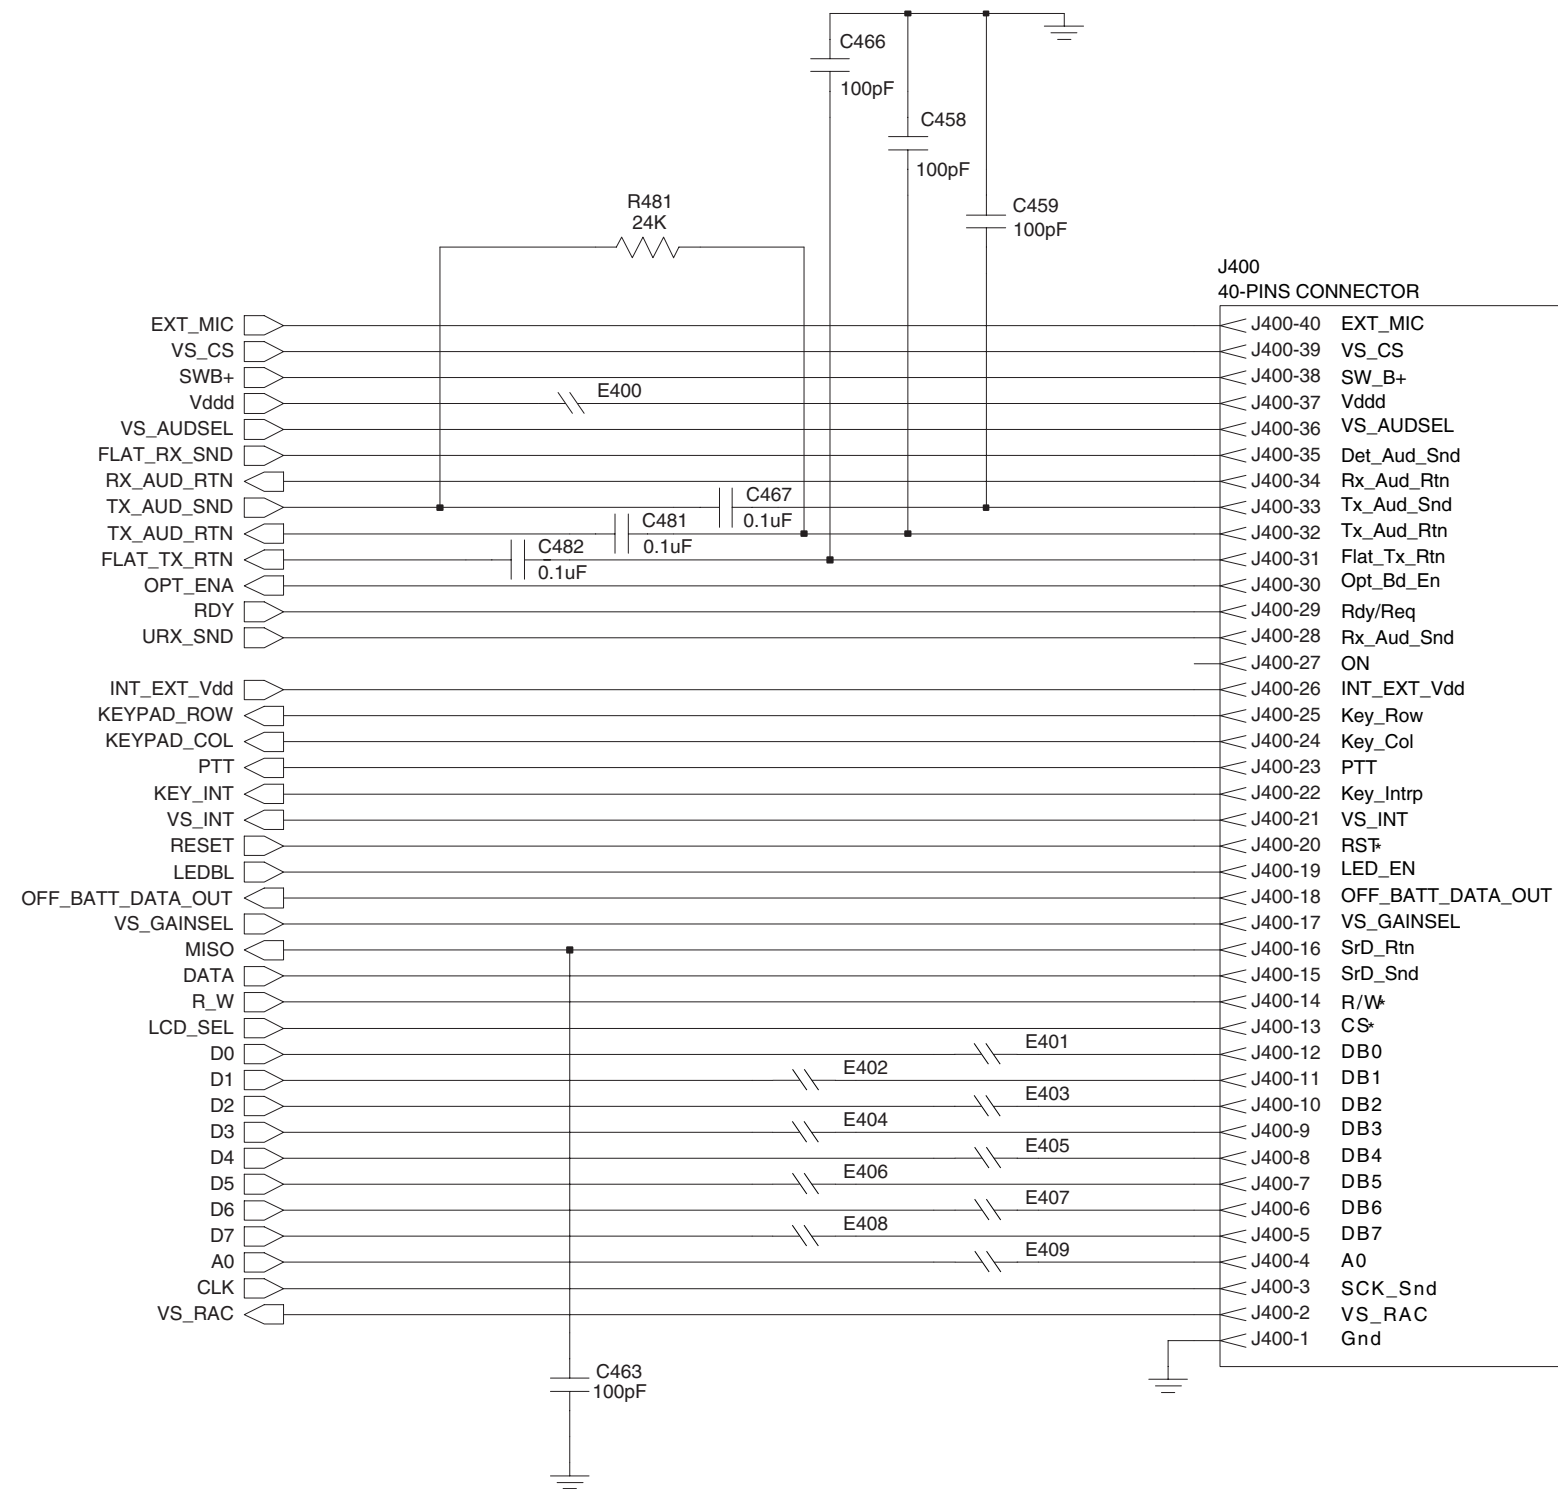 C466
100pF
C458
100pF
R481
24K
C459
100pF
J400
40-PINS CONNECTOR
EXT_MIC J400-40 EXT_MIC
VS_CS J400-39 VS_CS
SWB+ J400-38 SW_B+
Vddd E400 J400-37 Vddd
VS_AUDSEL J400-36 VS_AUDSEL
FLAT_RX_SND J400-35 Det_Aud_Snd
RX_AUD_RTN J400-34 Rx_Aud_Rtn
C467
TX_AUD_SND J400-33 Tx_Aud_Snd
C481 0.1uF
TX_AUD_RTN J400-32 Tx_Aud_Rtn
C482 0.1uF
FLAT_TX_RTN J400-31 Flat_Tx_Rtn
0.1uF
OPT_ENA J400-30 Opt_Bd_En
RDY J400-29 Rdy/Req
URX_SND J400-28 Rx_Aud_Snd
J400-27 ON
INT_EXT_Vdd J400-26 INT_EXT_Vdd
KEYPAD_ROW J400-25 Key_Row
KEYPAD_COL J400-24 Key_Col
PTT J400-23 PTT
KEY_INT J400-22 Key_Intrp
VS_INT J400-21 VS_INT
RESET J400-20 RST*
LEDBL J400-19 LED_EN
OFF_BATT_DATA_OUT J400-18 OFF_BATT_DATA_OUT
VS_GAINSEL J400-17 VS_GAINSEL
MISO J400-16 SrD_Rtn
DATA J400-15 SrD_Snd
R_W J400-14 R/W*
LCD_SEL J400-13 CS*
D0 E401 J400-12 DB0
D1 E402 J400-11 DB1
D2 E403 J400-10 DB2
D3 E404 J400-9 DB3
D4 E405 J400-8 DB4
D5 E406 J400-7 DB5
D6 E407 J400-6 DB6
D7 E408 J400-5 DB7
A0 E409 J400-4 A0
CLK J400-3 SCK_Snd
VS_RAC J400-2 VS_RAC
J400-1 Gnd
C463
100pF